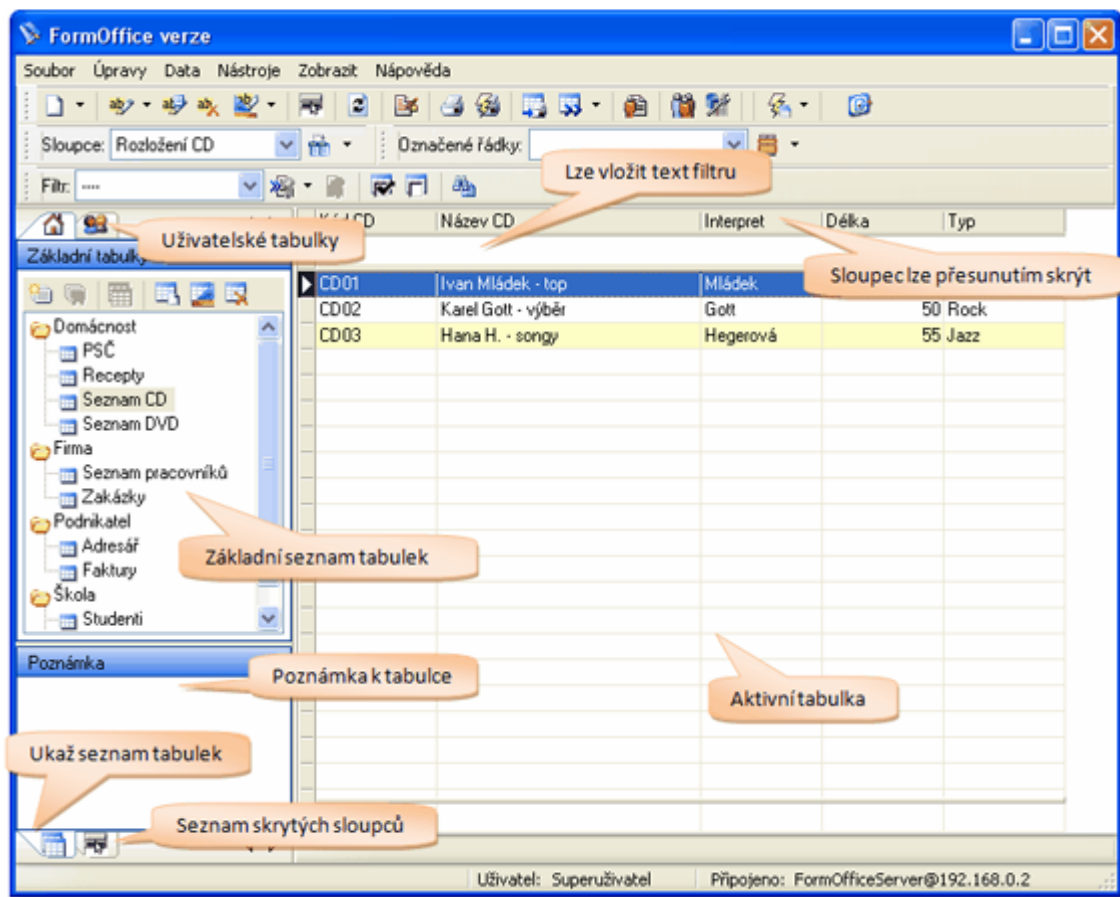 FormOffice verze
Soubor Úpravy Data Nástroje Zobrazit Nápověda
Sloupce: Rozložení CD Označené řádky:
Lze vložit text filtru
Filtr: ----
Název CD Interpret Délka Typ
Uživatelské tabulky
Základní tabulky
Sloupec lze přesunutím skrýt
CD01 Ivan Mládek - top Mládek
CD02 Karel Gott - výběr Gott 50 Rock
CD03 Hana H. - songy Hegerová 55 Jazz
Domácnost
PSČ
Recepty
Seznam CD
Seznam DVD
Firma
Seznam pracovníků
Zakázky
Podnikatel
Adresář
Základní seznam tabulek
Faktury
Škola
Studenti
Poznámka
Poznámka k tabulce
Aktivní tabulka
Ukaž seznam tabulek
Seznam skrytých sloupců
Uživatel: Superuživatel Připojeno: FormOfficeServer@192.168.0.2